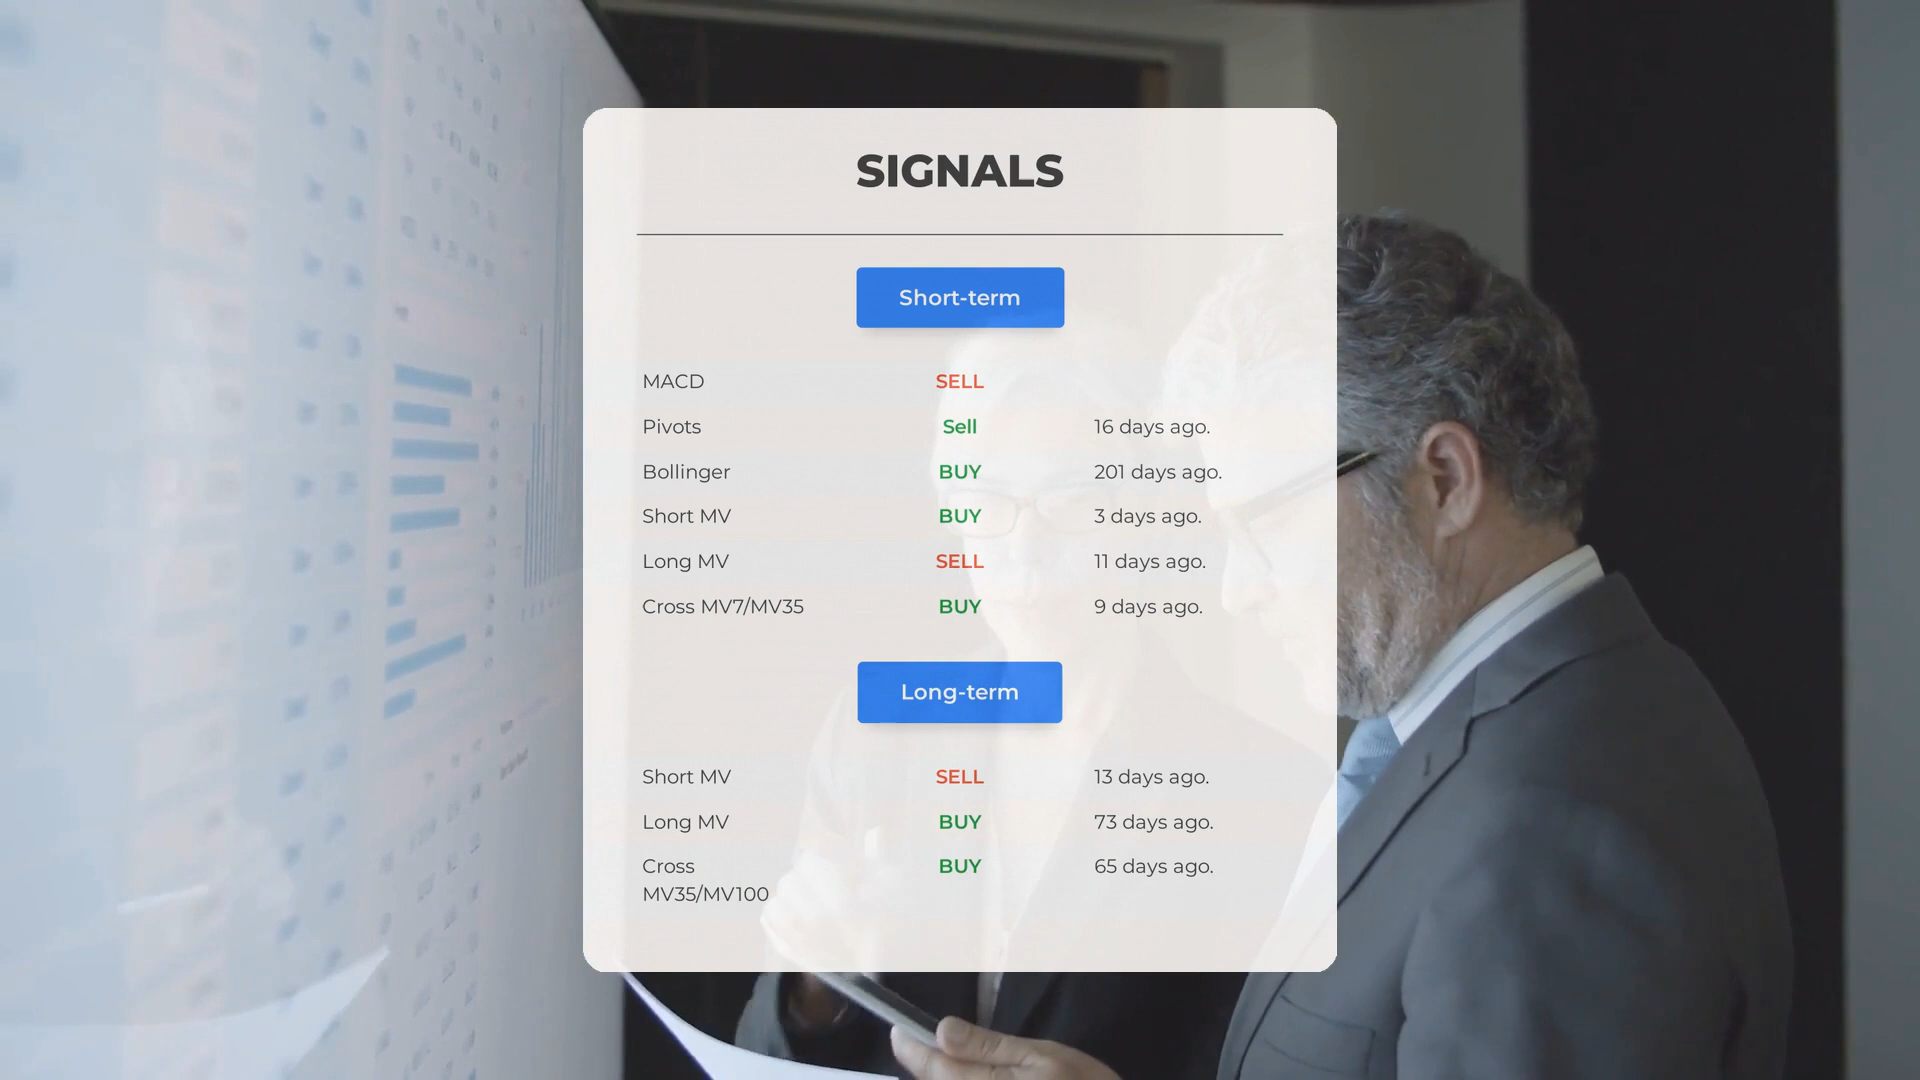 SIGNALS
Short-term
MACD SELL
Pivots Sell 16 days ago.
Bollinger BUY 201 days ago.
Short MV BUY 3 days ago.
Long MV SELL 11 days ago.
Cross MV7/MV35 BUY 9 days ago.
Long-term
Short MV SELL 13 days ago.
Long MV BUY 73 days ago.
Cross BUY 65 days ago.
MV35/MV100